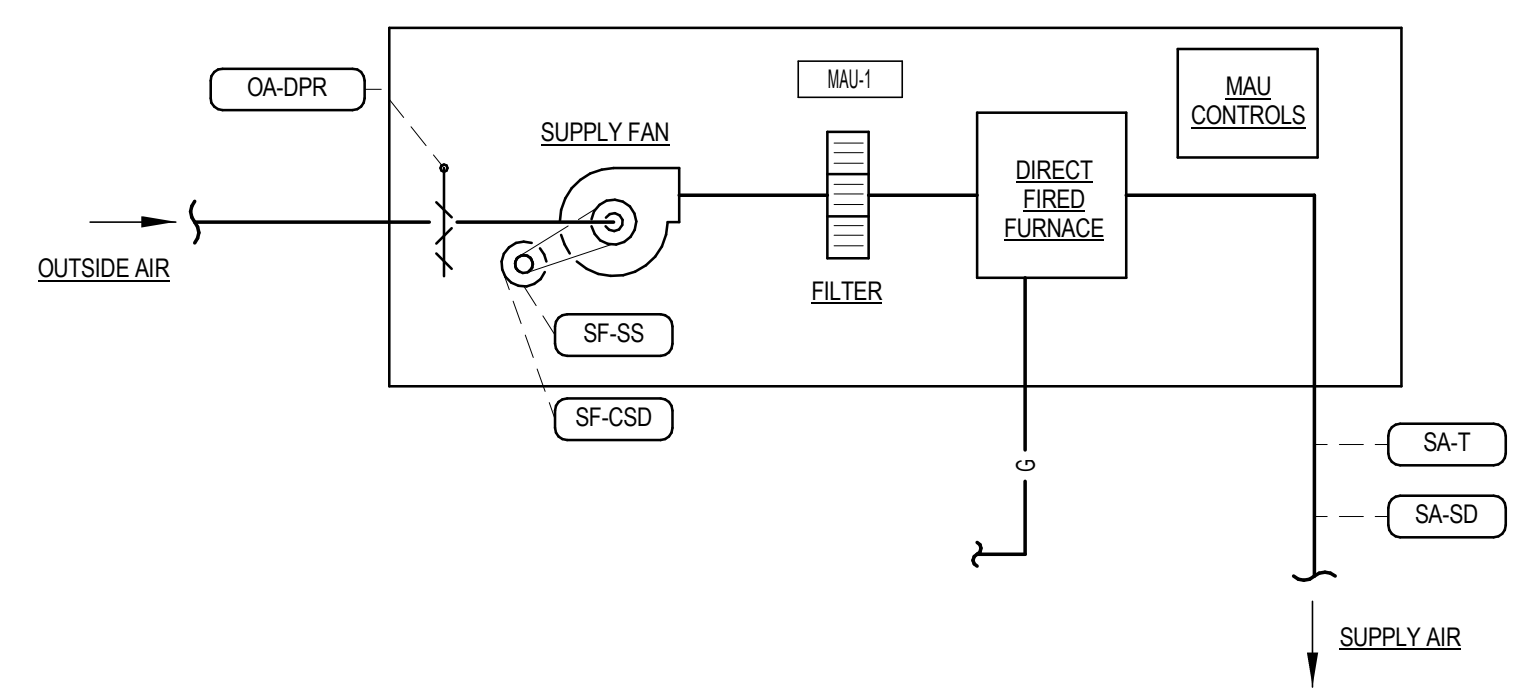 OA-DPR
MAU-1
MAU
CONTROLS
SUPPLY FAN
DIRECT
FIRED
FURNACE
OUTSIDE AIR
FILTER
SF-SS
SF-CSD
SA-T
G
SA-SD
SUPPLY AIR